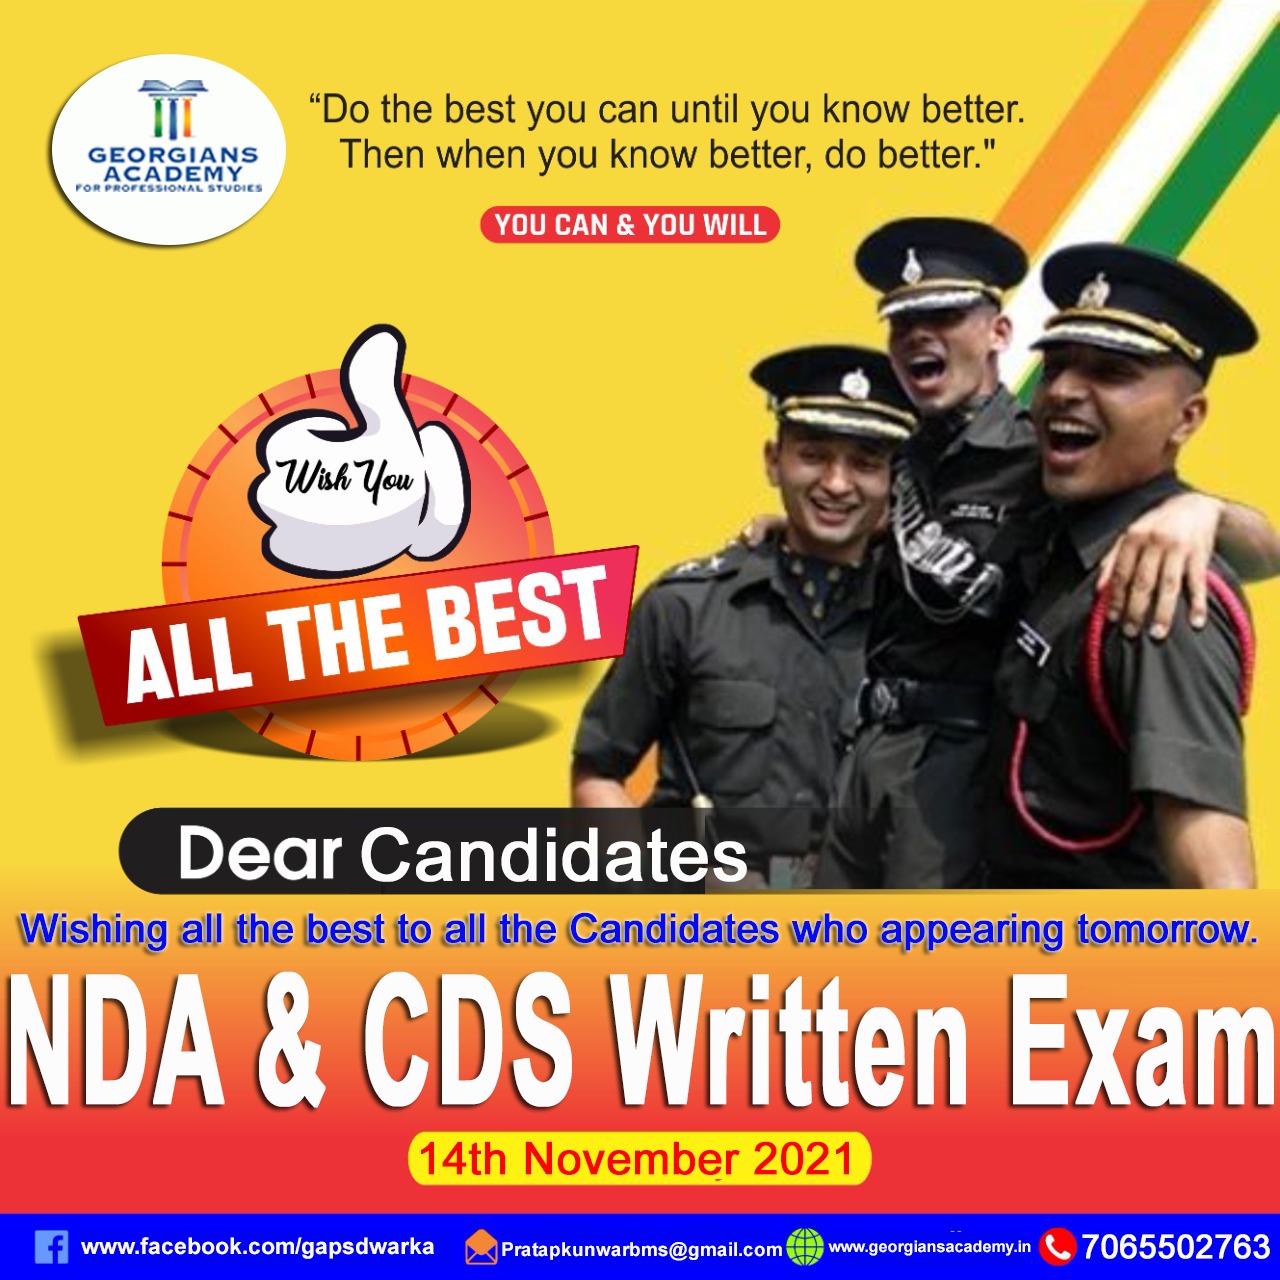 GEORGIANS
ACADEMY
FOR PROFESSIONAL STUDIES
“Do the best you can until you know better.
Then when you know better, do better."
YOU CAN & YOU WILL
Wish You
ALL THE BEST
Dear Candidates
Wishing all the best to all the Candidates who appearing tomorrow.
NDA & CDS Written Exam
14th November 2021
www.facebook.com/gapsdwarka
Pratapkunwarbms@gmail.com
www.georgiansacademy.in
7065502763